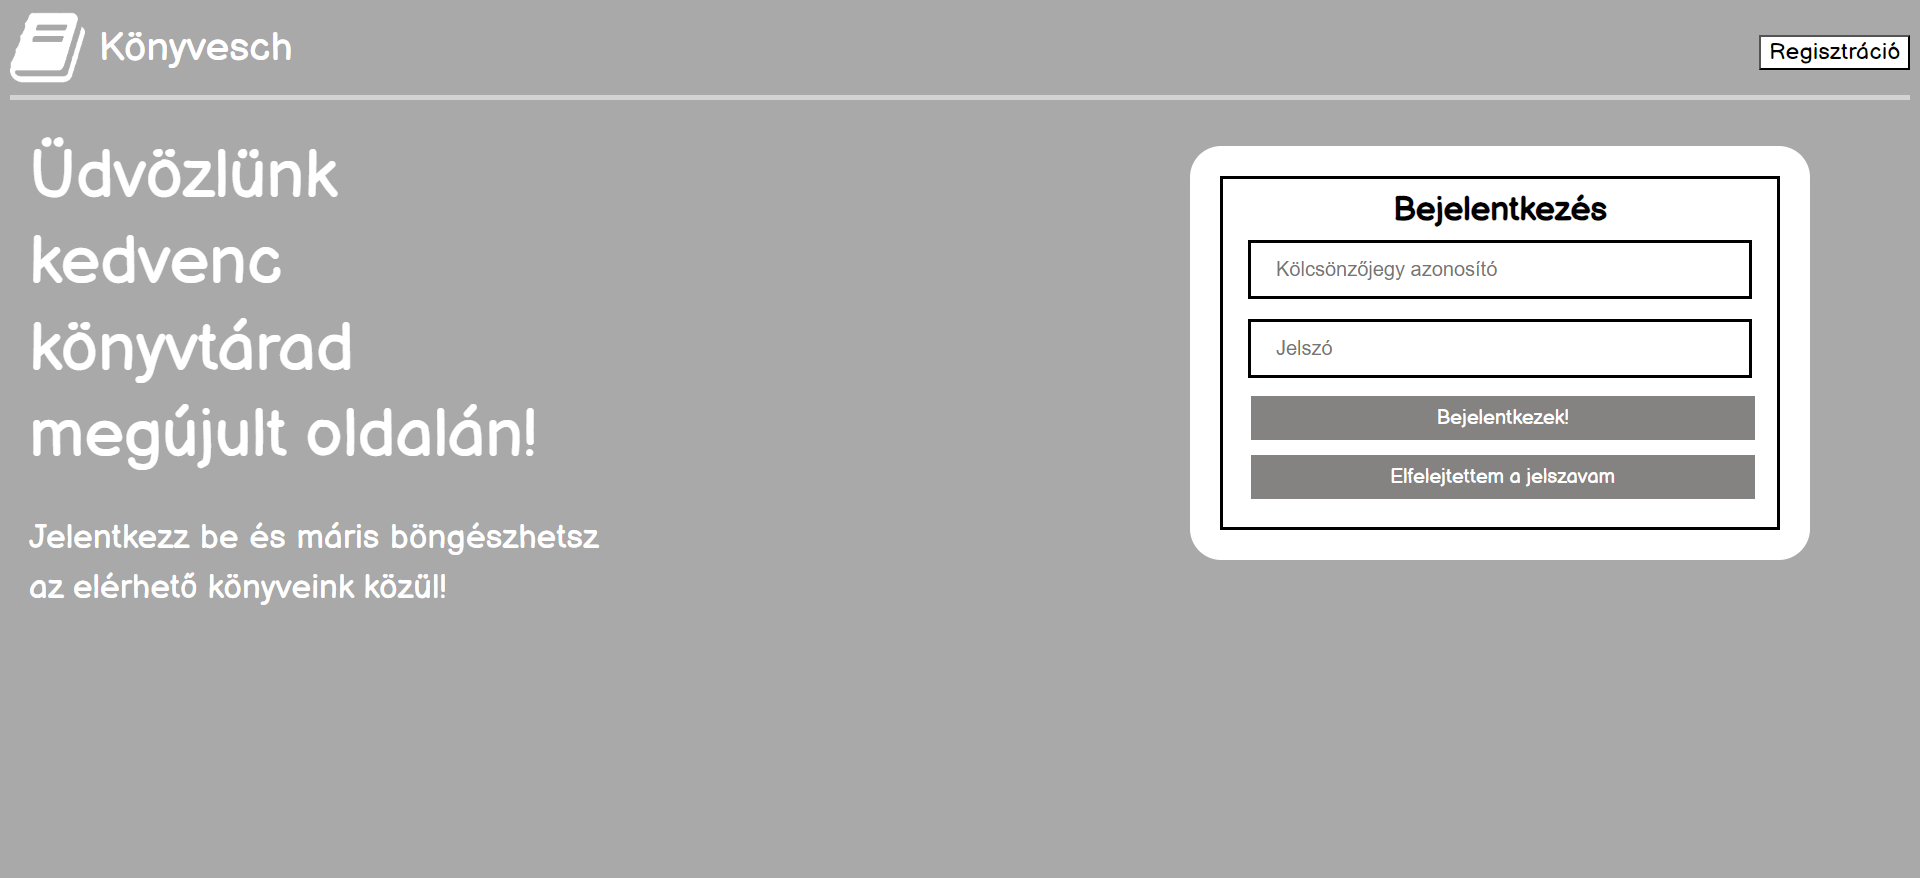 Könyvesch
Regisztráció
Üdvözlünk
kedvenc
könyvtárad
megújult oldalán!
Jelentkezz be és máris böngészhetsz
az elérhető könyveink közül!
Bejelentkezés
Kölcsönzőjegy azonosító
Jelszó
Bejelentkezek!
Elfelejtettem a jelszavam